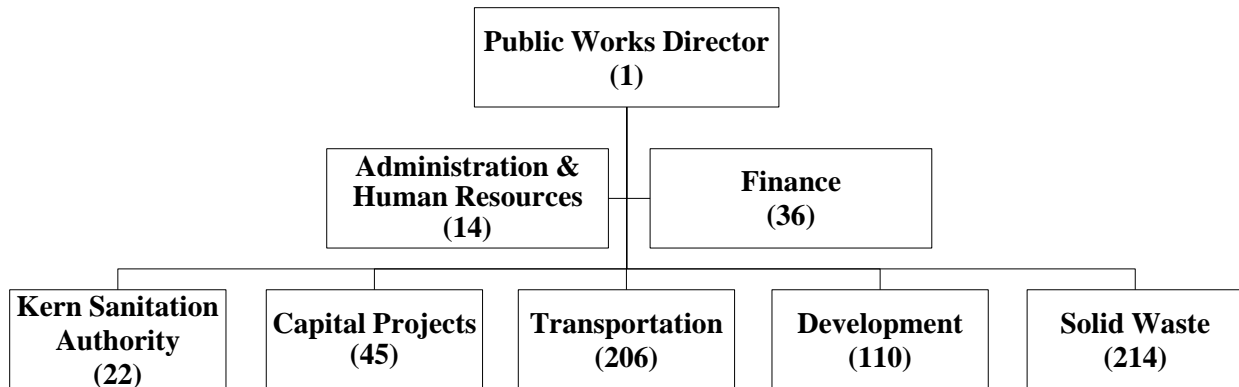 Public Works Director
(1)
Administration &
Human Resources
(14)
Finance
(36)
Kern Sanitation
Authority
(22)
Capital Projects
(45)
Transportation
(206)
Development
(110)
Solid Waste
(214)